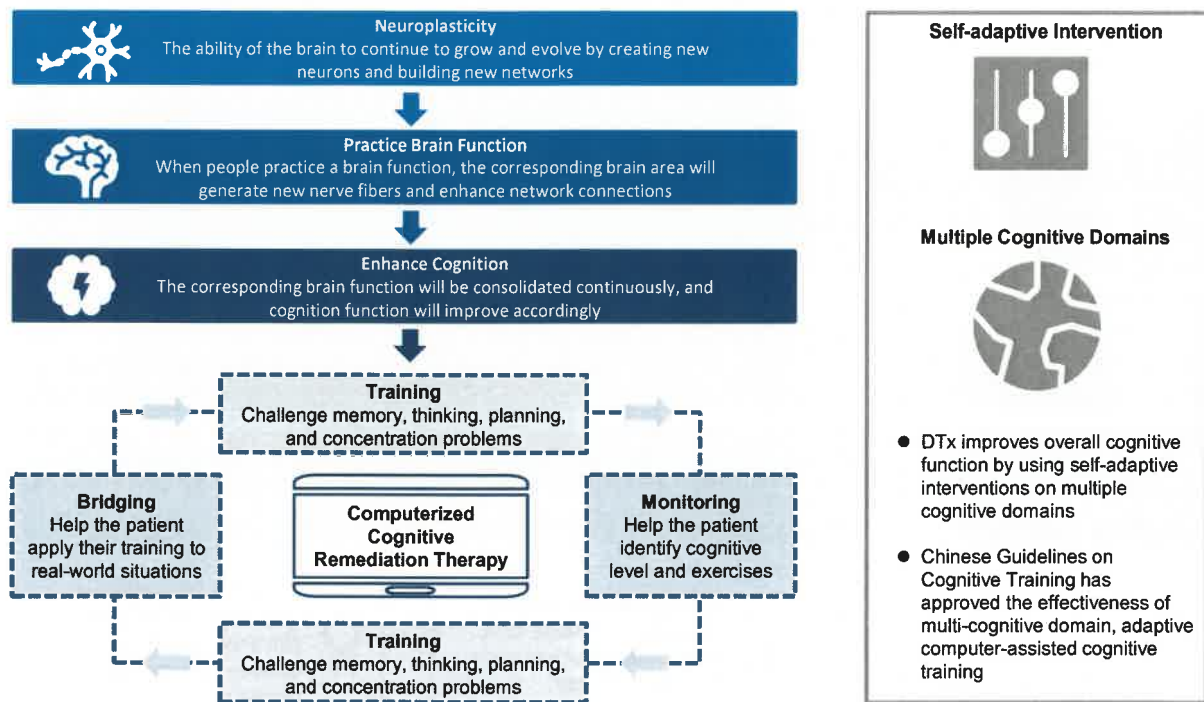 Neuroplasticity
The ability of the brain to continue to grow and evolve by creating new
neurons and building new networks
Practice Brain Function
When people practice a brain function, the corresponding brain area will
generate new nerve fibers and enhance network connections
Enhance Cognition
The corresponding brain function will be consolidated continuously, and
cognition function will improve accordingly
Training
Challenge memory, thinking, planning,
and concentration problems
Bridging
Help the patient
apply their training to
real-world situations
Computerized
Cognitive
Remediation Therapy
Monitoring
Help the patient
identify cognitive
level and exercises
Training
Challenge memory, thinking, planning,
and concentration problems
Self-adaptive Intervention
Multiple Cognitive Domains
● DTx improves overall cognitive
function by using self-adaptive
interventions on multiple
cognitive domains
● Chinese Guidelines on
Cognitive Training has
approved the effectiveness of
multi-cognitive domain, adaptive
computer-assisted cognitive
training